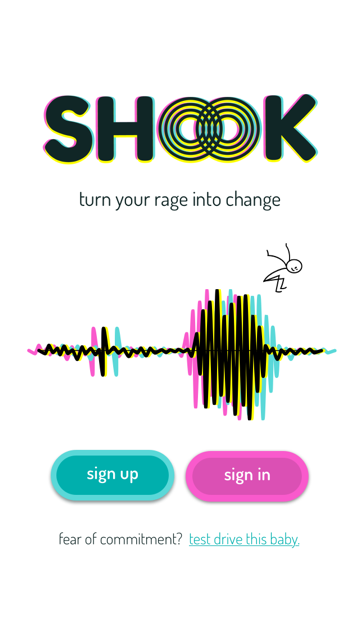 SHOOK
turn your rage into change
sign up
sign in
fear of commitment? test drive this baby.